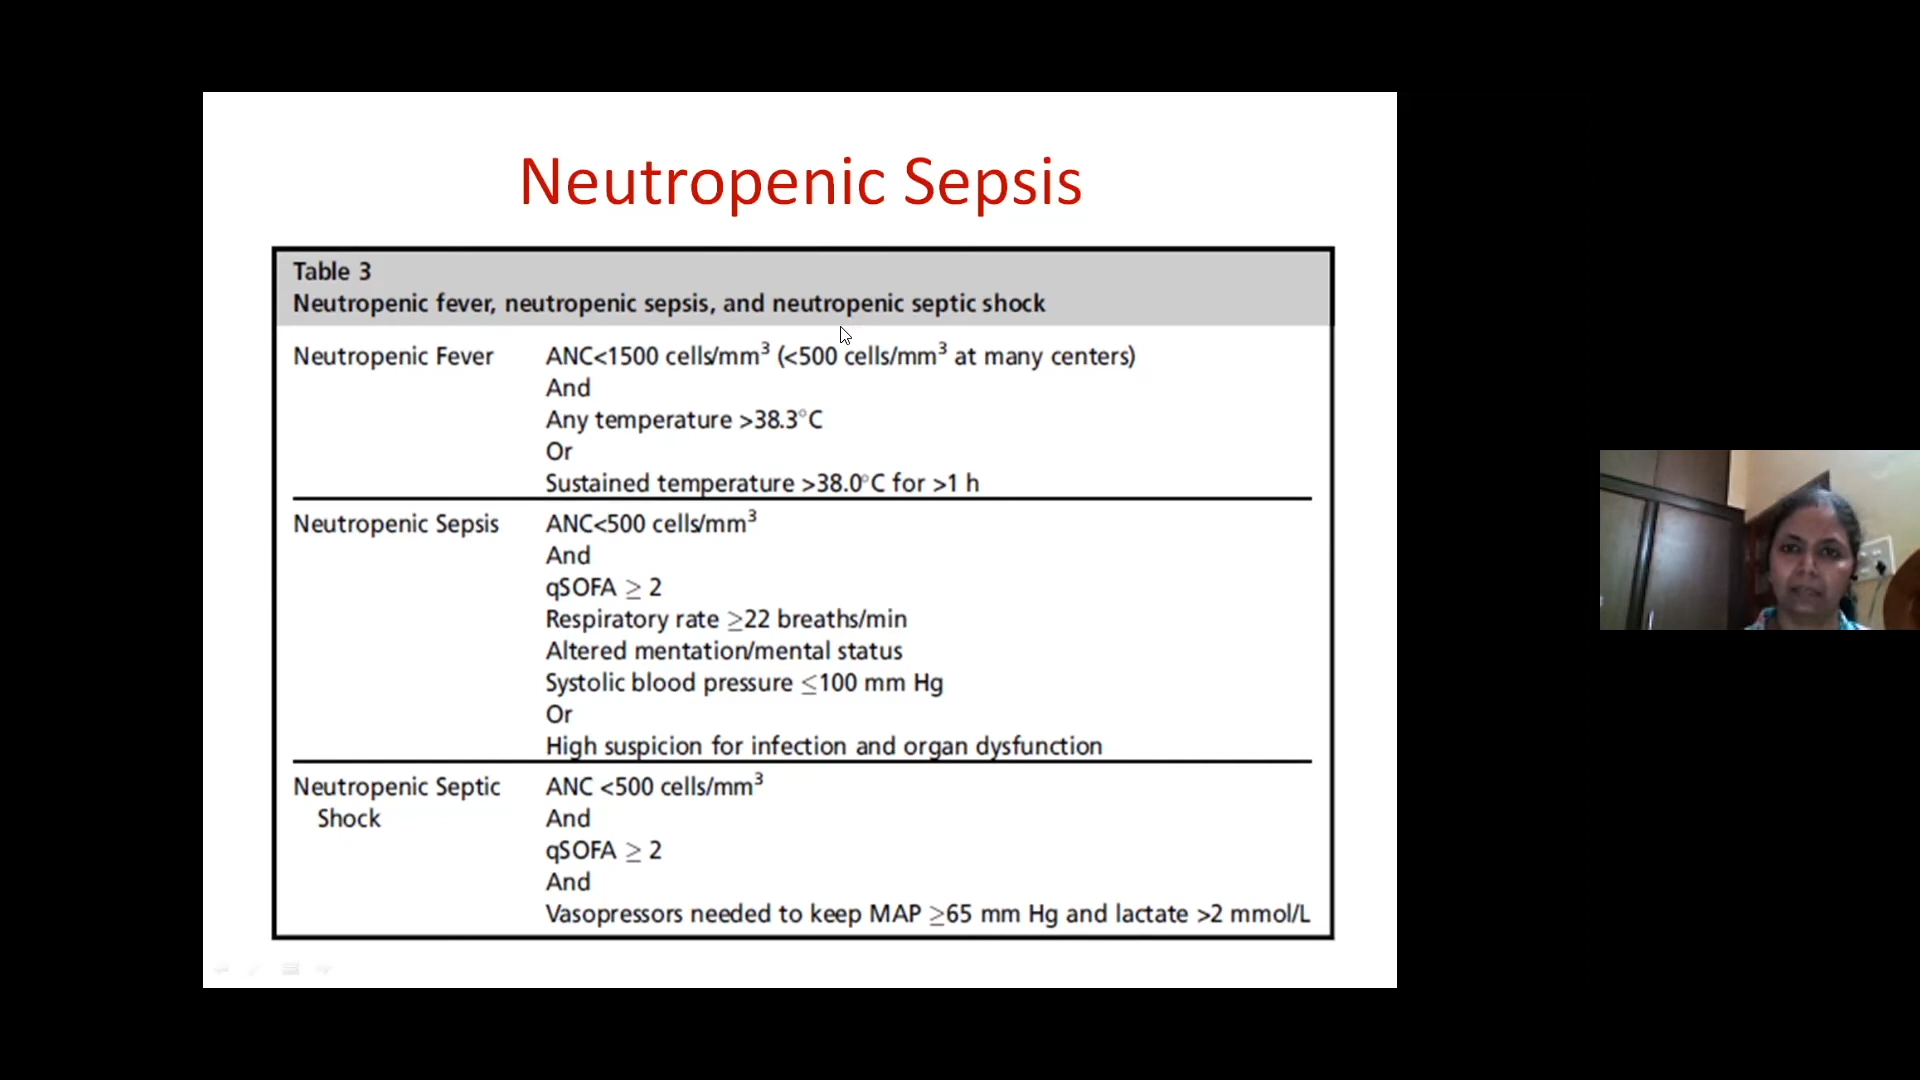 Neutropenic Sepsis
Table 3
Neutropenic fever, neutropenic sepsis, and neutropenic septic shock
Neutropenic Fever ANC<1500 cells/mm³ (<500 cells/mm³ at many centers)
And
Any temperature >38.3°C
Or
Sustained temperature >38.0°C for >1 h
Neutropenic Sepsis ANC<500 cells/mm³
And
qSOFA ≥ 2
Respiratory rate ≥22 breaths/min
Altered mentation/mental status
Systolic blood pressure ≤100 mm Hg
Or
High suspicion for infection and organ dysfunction
Neutropenic Septic ANC <500 cells/mm³
Shock And
qSOFA ≥ 2
And
Vasopressors needed to keep MAP ≥65 mm Hg and lactate >2 mmol/L